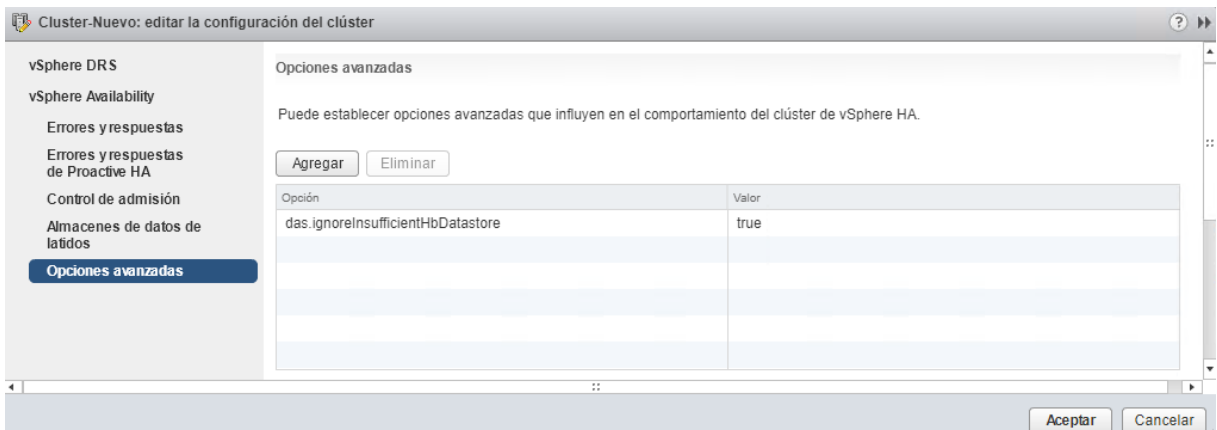 Cluster-Nuevo: editar la configuración del clúster
vSphere DRS
vSphere Availability
Errores y respuestas
Errores y respuestas
de Proactive HA
Control de admisión
Almacenes de datos de
latidos
Opciones avanzadas
Opciones avanzadas
Puede establecer opciones avanzadas que influyen en el comportamiento del clúster de vSphere HA.
Agregar Eliminar
Opción Valor
das.ignoreInsufficientHbDatastore true
Aceptar Cancelar